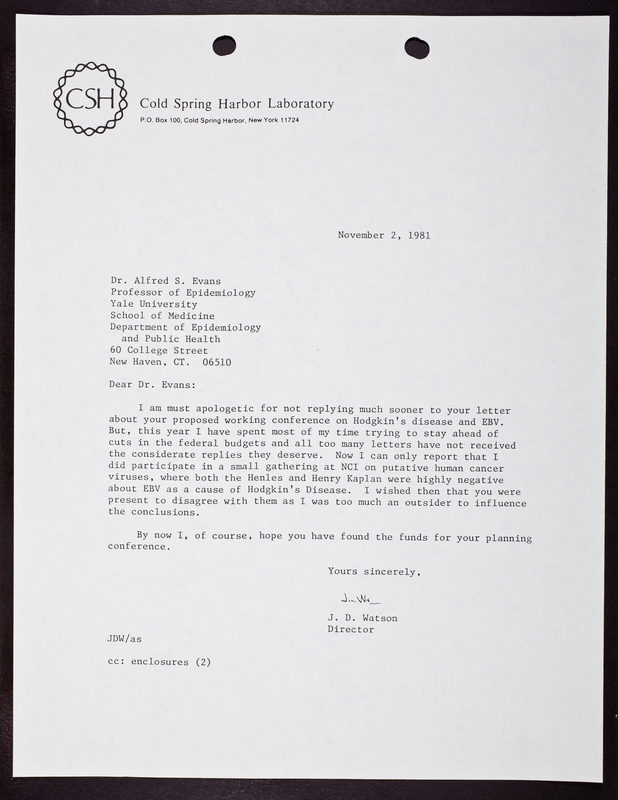 CSH
Cold Spring Harbor Laboratory
P.O. Box 100, Cold Spring Harbor, New York 11724
November 2, 1981
Dr. Alfred S. Evans
Professor of Epidemiology
Yale University
School of Medicine
Department of Epidemiology
and Public Health
60 College Street
New Haven, CT. 06510
Dear Dr. Evans:
I am must apologetic for not replying much sooner to your letter
about your proposed working conference on Hodgkin's disease and EBV.
But, this year I have spent most of my time trying to stay ahead of
cuts in the federal budgets and all too many letters have not received
the considerate replies they deserve. Now I can only report that I
did participate in a small gathering at NCI on putative human cancer
viruses, where both the Henles and Henry Kaplan were highly negative
about EBV as a cause of Hodgkin's Disease. I wished then that you were
present to disagree with them as I was too much an outsider to influence
the conclusions.
By now I, of course, hope you have found the funds for your planning
conference.
Yours sincerely,
J. D. Watson
Director
JDW/as
cc: enclosures (2)